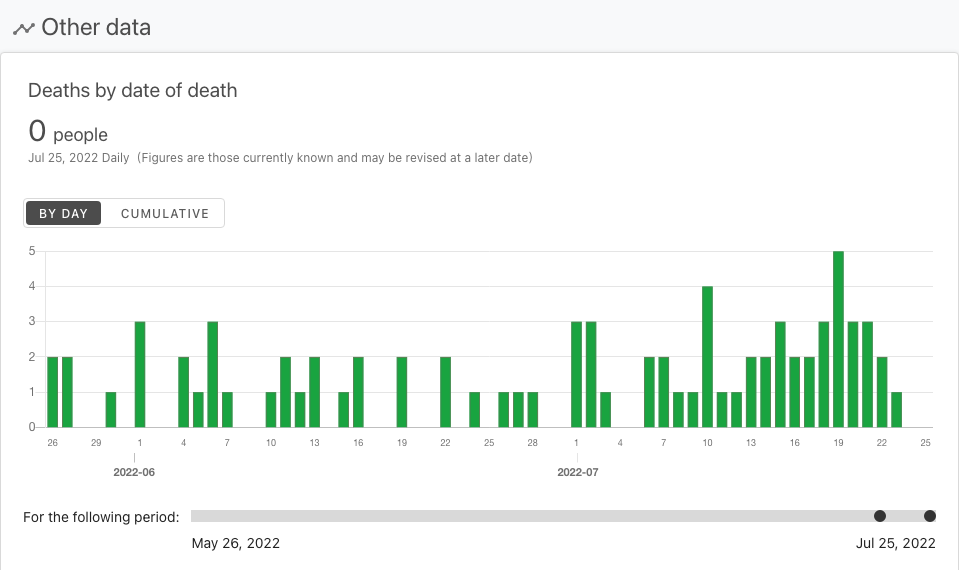 Other data
Deaths by date of death
0 people
Jul 25, 2022 Daily (Figures are those currently known and may be revised at a later date)
BY DAY CUMULATIVE
5
4
3
2
1
0
26 29 1 4 7 10 13 16 19 22 25 28 1 4 7 10 13 16 19 22 25
2022-06 2022-07
For the following period:
May 26, 2022 Jul 25, 2022